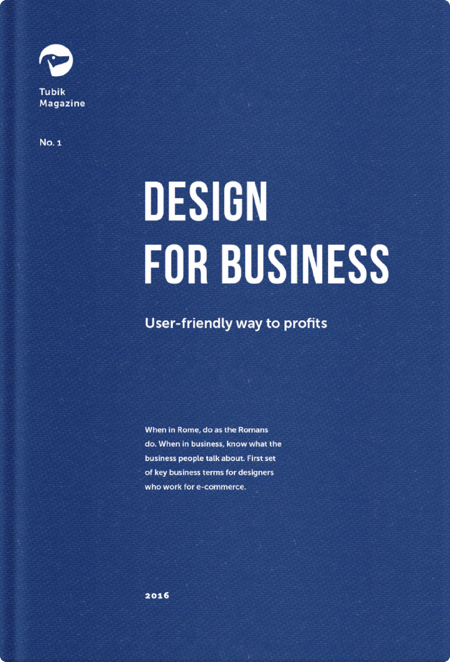 Tubik
Magazine
No. 1
DESIGN
FOR BUSINESS
User-friendly way to profits
When in Rome, do as the Romans
do. When in business, know what the
business people talk about. First set
of key business terms for designers
who work for e-commerce.
2016